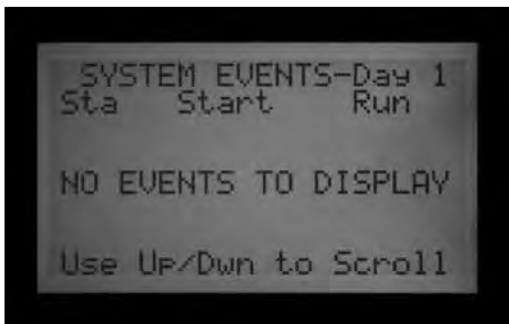 SYSTEM EVENTS-Day 1
Sta Start Run
NO EVENTS TO DISPLAY
Use Up/Dwn to Scroll